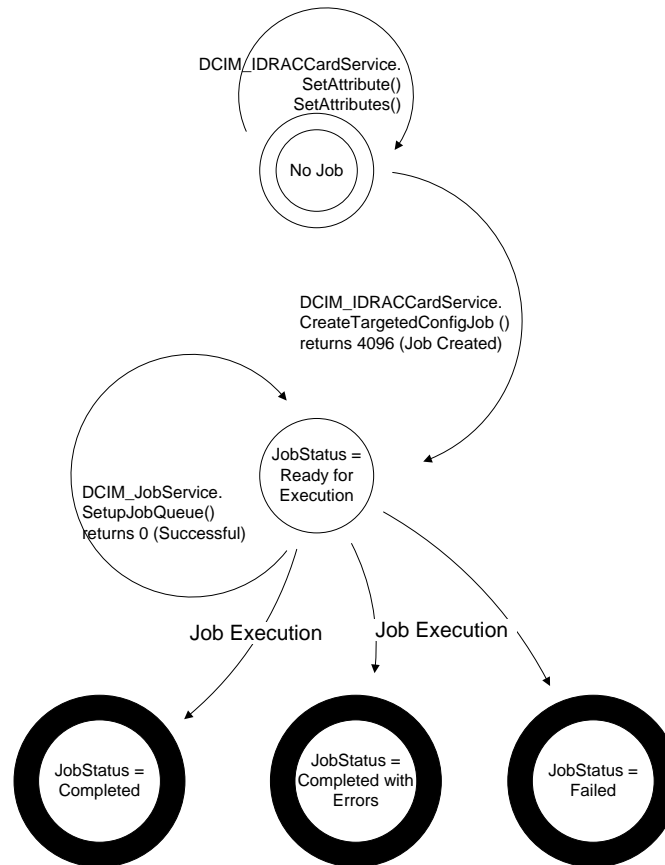 DCIM_IDRACCardService.
SetAttribute()
SetAttributes()
No Job
DCIM_IDRACCardService.
CreateTargetedConfigJob ()
returns 4096 (Job Created)
JobStatus =
Ready for
Execution
DCIM_JobService.
SetupJobQueue()
returns 0 (Successful)
Job Execution
Job Execution
JobStatus =
Completed
JobStatus =
Completed with
Errors
JobStatus =
Failed